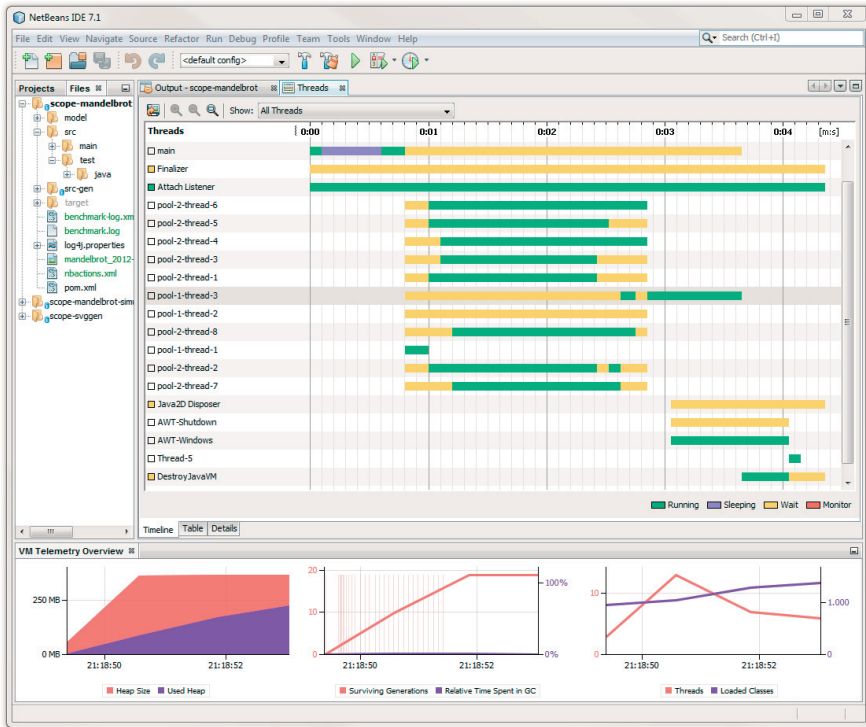 NetBeans IDE 7.1
File Edit View Navigate Source Refactor Run Debug Profile Team Tools Window Help
Search (Ctrl+I)
<default config>
Projects Files
Output - scope-mandelbrot
Threads
scope-mandelbrot
model
src
main
test
java
src-gen
target
benchmark-log.xm
benchmark.log
log4j.properties
mandelbrot_2012-
nbactions.xml
pom.xml
scope-mandelbrot-simu
scope-svggen
Show: All Threads
Threads 0:00 0:01 0:02 0:03 0:04 [m:s]
main
Finalizer
Attach Listener
pool-2-thread-6
pool-2-thread-5
pool-2-thread-4
pool-2-thread-3
pool-2-thread-1
pool-1-thread-3
pool-1-thread-2
pool-2-thread-8
pool-1-thread-1
pool-2-thread-2
pool-2-thread-7
Java2D Disposer
AWT-Shutdown
AWT-Windows
Thread-5
DestroyJavaVM
Running Sleeping Wait Monitor
Timeline Table Details
VM Telemetry Overview
250 MB
0 MB
21:18:50 21:18:52
Heap Size Used Heap
20
10
0
100%
0%
21:18:50 21:18:52
Surviving Generations Relative Time Spent in GC
10
0
1.000
0
21:18:50 21:18:52
Threads Loaded Classes